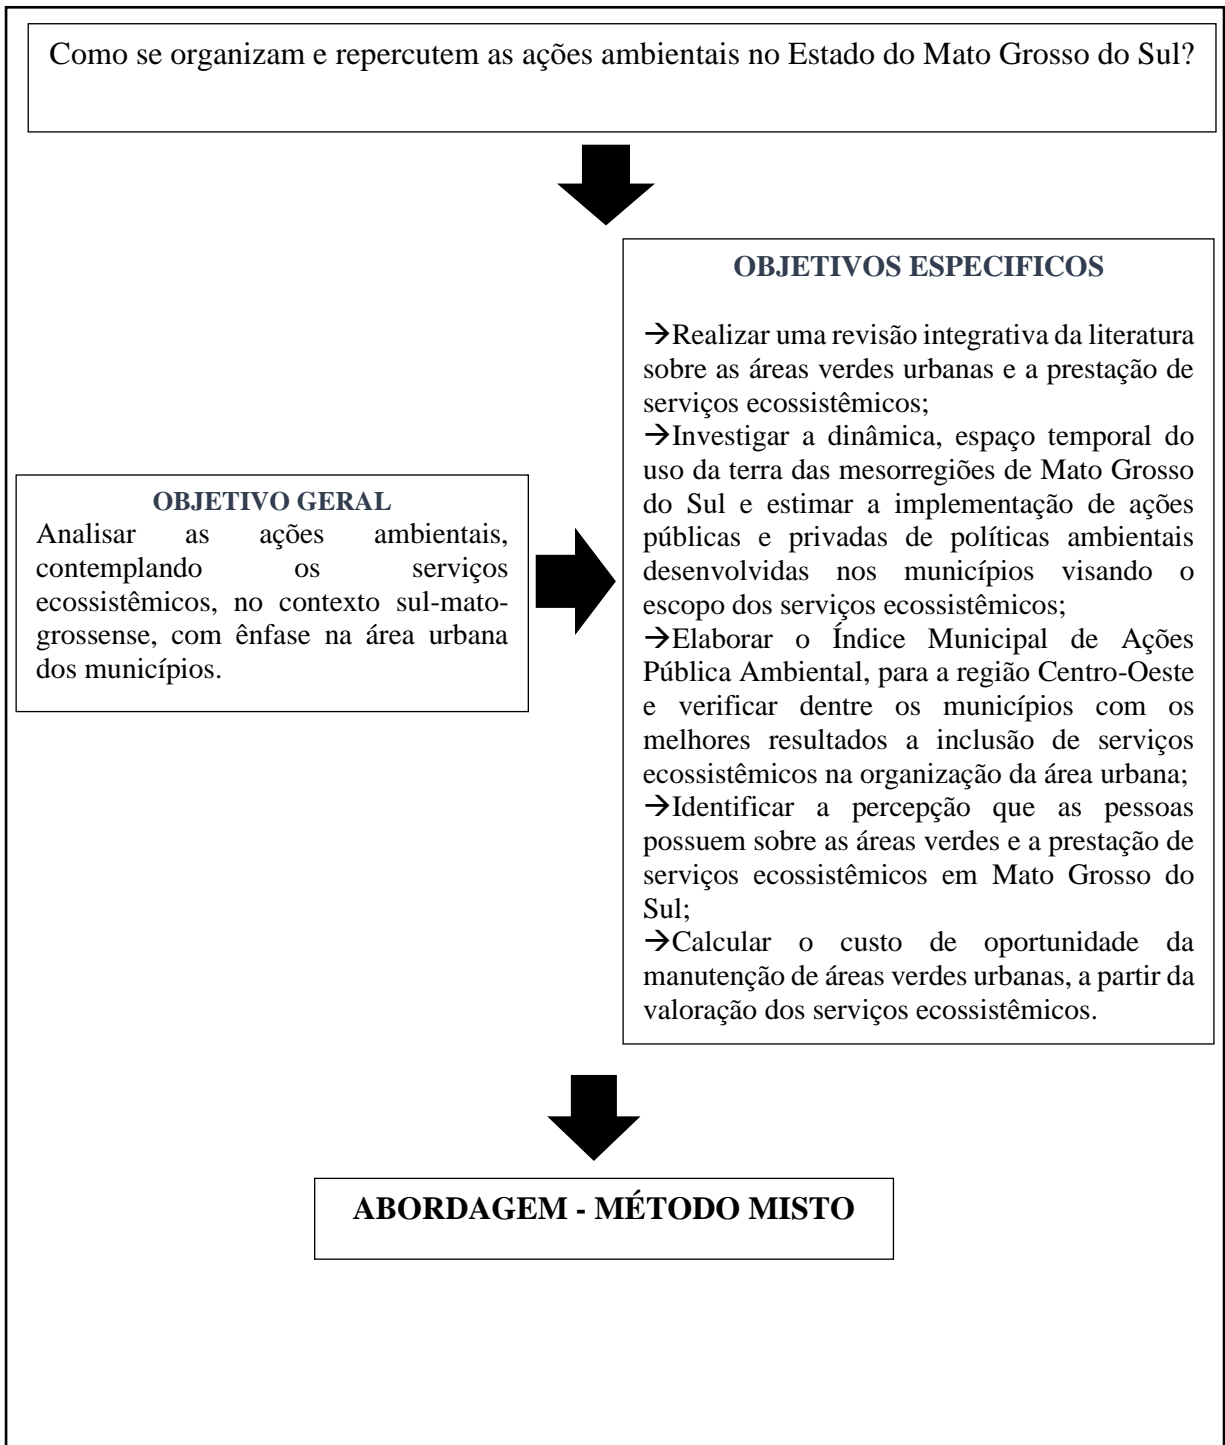 Como se organizam e repercutem as ações ambientais no Estado do Mato Grosso do Sul?
OBJETIVO GERAL
Analisar as ações ambientais,
contemplando os serviços
ecossistêmicos, no contexto sul-mato-
grossense, com ênfase na área urbana
dos municípios.
OBJETIVOS ESPECIFICOS
→Realizar uma revisão integrativa da literatura
sobre as áreas verdes urbanas e a prestação de
serviços ecossistêmicos;
→Investigar a dinâmica, espaço temporal do
uso da terra das mesorregiões de Mato Grosso
do Sul e estimar a implementação de ações
públicas e privadas de políticas ambientais
desenvolvidas nos municípios visando o
escopo dos serviços ecossistêmicos;
→Elaborar o Índice Municipal de Ações
Pública Ambiental, para a região Centro-Oeste
e verificar dentre os municípios com os
melhores resultados a inclusão de serviços
ecossistêmicos na organização da área urbana;
→Identificar a percepção que as pessoas
possuem sobre as áreas verdes e a prestação de
serviços ecossistêmicos em Mato Grosso do
Sul;
→Calcular o custo de oportunidade da
manutenção de áreas verdes urbanas, a partir da
valoração dos serviços ecossistêmicos.
ABORDAGEM - MÉTODO MISTO